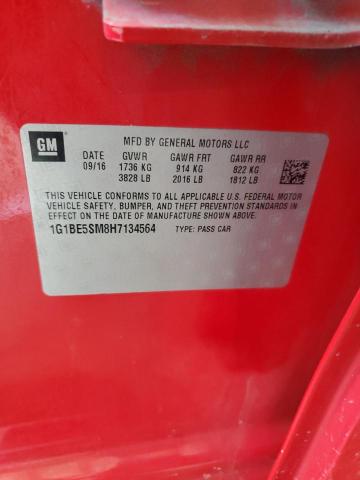 GM
MFD BY GENERAL MOTORS LLC
DATE GVWR GAWR FRT GAWR RR
09/16 1736 KG 914 KG 822 KG
3828 LB 2016 LB 1812 LB
THIS VEHICLE CONFORMS TO ALL APPLICABLE U.S. FEDERAL MOTOR
VEHICLE SAFETY, BUMPER, AND THEFT PREVENTION STANDARDS IN
EFFECT ON THE DATE OF MANUFACTURE SHOWN ABOVE.
1G1BE5SM8H7134564 TYPE: PASS CAR